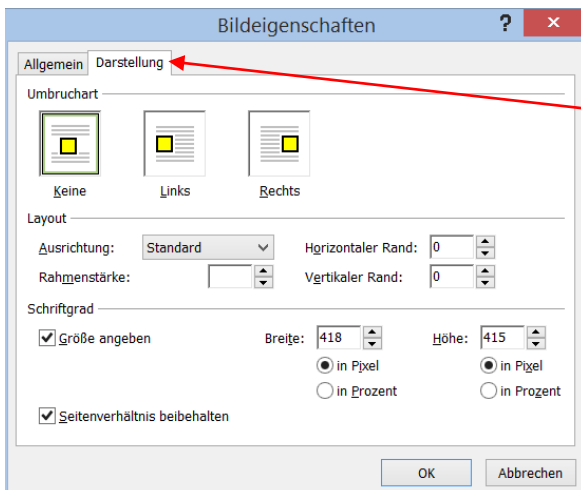 Bildeigenschaften ? ×
Allgemein Darstellung
Umbruchart
Keine Links Rechts
Layout
Ausrichtung: Standard Horizontaler Rand: 0
Rahmenstärke: Vertikaler Rand: 0
Schriftgrad
Größe angeben Breite: 418 Höhe: 415
in Pixel in Pixel
in Prozent in Prozent
Seitenverhältnis beibehalten
OK Abbrechen